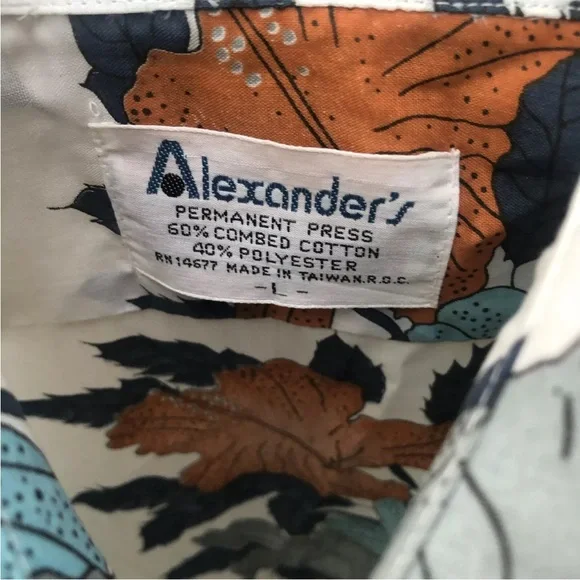 Alexander's
PERMANENT PRESS
60% COMBED COTTON
40% POLYESTER
RN 14677 MADE IN TAIWAN.R.O.C.
- L -